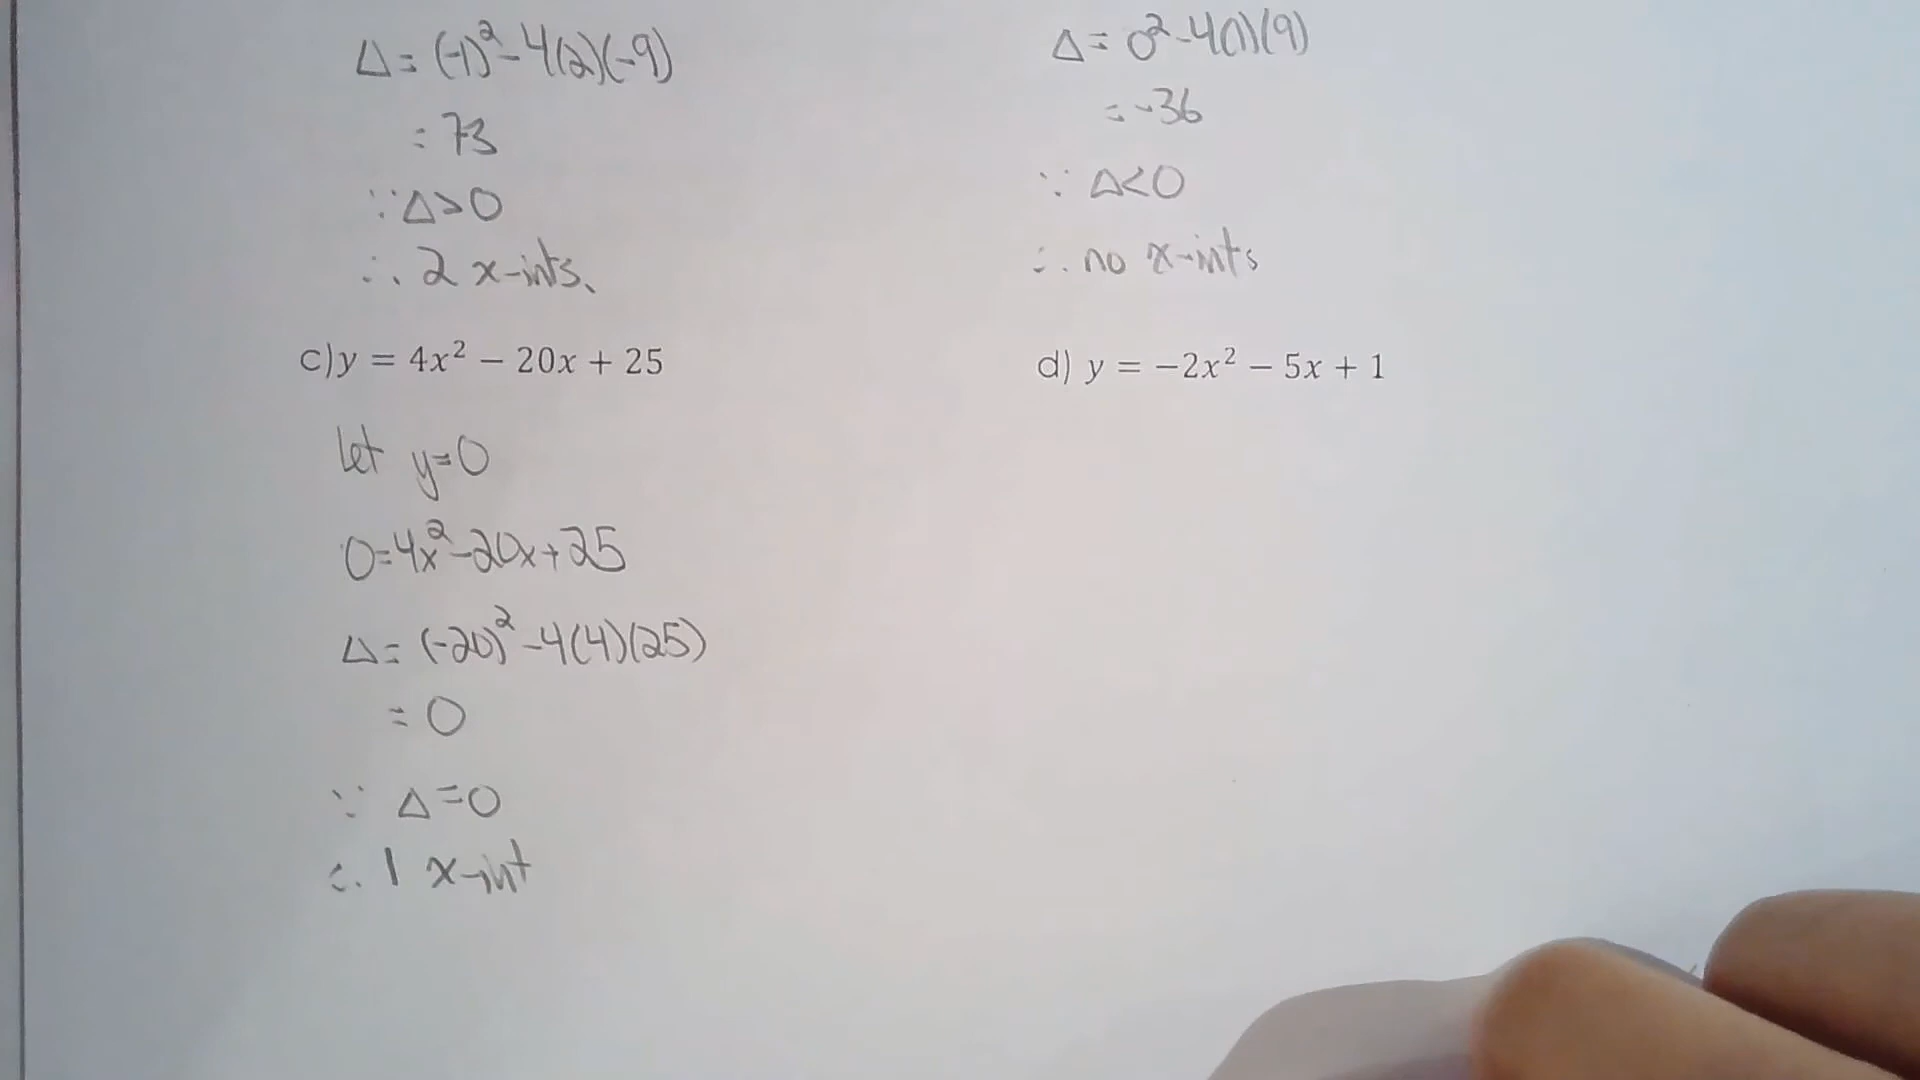 Δ = (-1)² - 4(2)(-9)
= 73
∵ Δ > 0
∴ 2 x-ints.
Δ = 0² - 4(1)(9)
= -36
∵ Δ < 0
∴ no x-ints
c) y = 4x² − 20x + 25
let y = 0
0 = 4x² - 20x + 25
Δ = (-20)² - 4(4)(25)
= 0
∵ Δ = 0
∴ 1 x-int
d) y = −2x² − 5x + 1